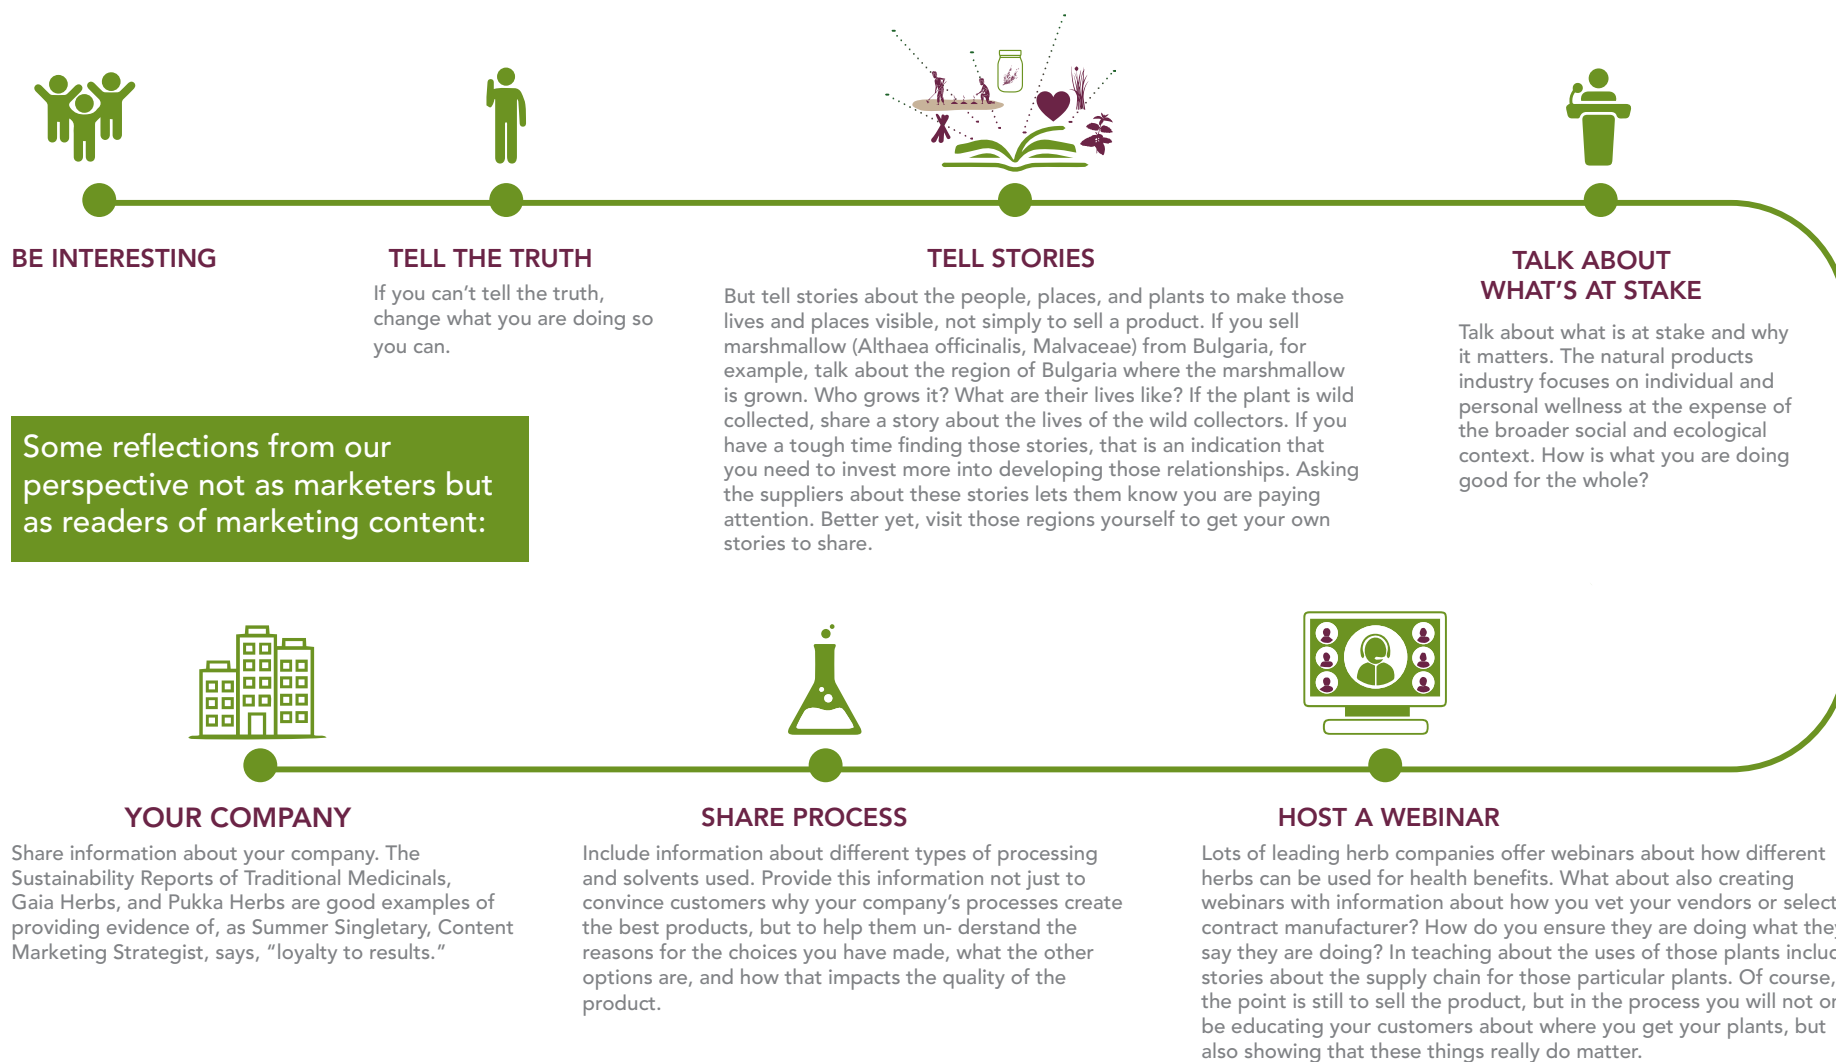 BE INTERESTING
TELL THE TRUTH
If you can’t tell the truth,
change what you are doing so
you can.
TELL STORIES
But tell stories about the people, places, and plants to make those
lives and places visible, not simply to sell a product. If you sell
marshmallow (Althaea officinalis, Malvaceae) from Bulgaria, for
example, talk about the region of Bulgaria where the marshmallow
is grown. Who grows it? What are their lives like? If the plant is wild
collected, share a story about the lives of the wild collectors. If you
have a tough time finding those stories, that is an indication that
you need to invest more into developing those relationships. Asking
the suppliers about these stories lets them know you are paying
attention. Better yet, visit those regions yourself to get your own
stories to share.
TALK ABOUT
WHAT’S AT STAKE
Talk about what is at stake and why
it matters. The natural products
industry focuses on individual and
personal wellness at the expense of
the broader social and ecological
context. How is what you are doing
good for the whole?
Some reflections from our
perspective not as marketers but
as readers of marketing content:
YOUR COMPANY
Share information about your company. The
Sustainability Reports of Traditional Medicinals,
Gaia Herbs, and Pukka Herbs are good examples of
providing evidence of, as Summer Singletary, Content
Marketing Strategist, says, “loyalty to results.”
SHARE PROCESS
Include information about different types of processing
and solvents used. Provide this information not just to
convince customers why your company’s processes create
the best products, but to help them un- derstand the
reasons for the choices you have made, what the other
options are, and how that impacts the quality of the
product.
HOST A WEBINAR
Lots of leading herb companies offer webinars about how different
herbs can be used for health benefits. What about also creating
webinars with information about how you vet your vendors or select
contract manufacturer? How do you ensure they are doing what
say they are doing? In teaching about the uses of those plants
stories about the supply chain for those particular plants. Of course,
the point is still to sell the product, but in the process you will not
be educating your customers about where you get your plants, but
also showing that these things really do matter.